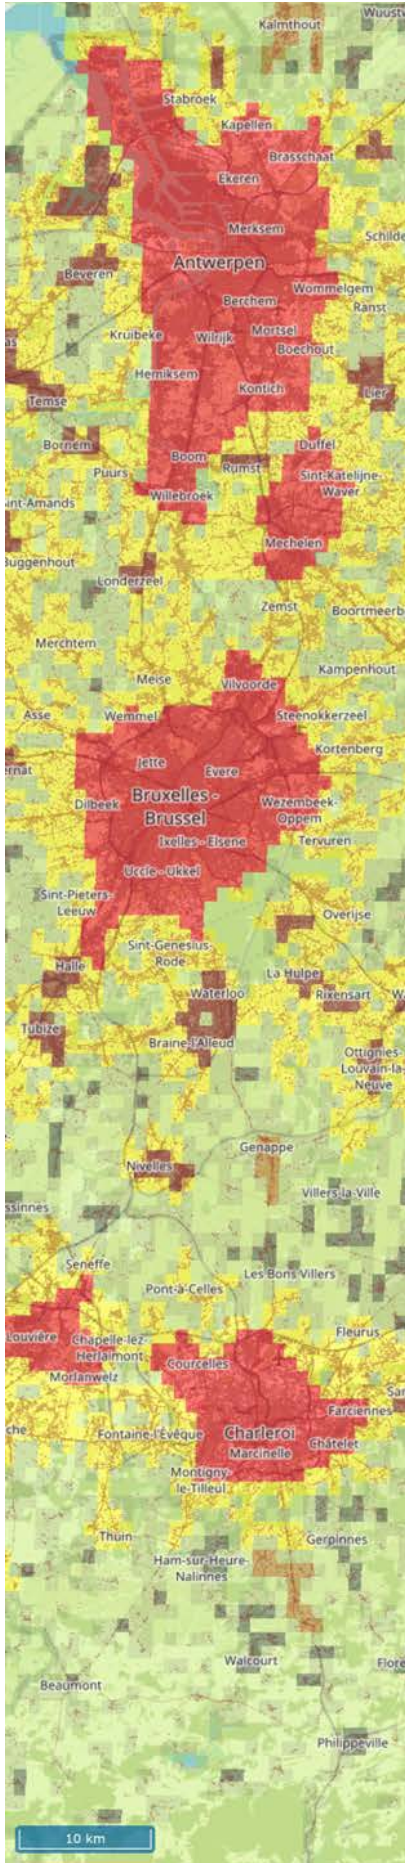 Kalmthout
Stabroek
Kapellen
Brasschaat
Ekeren
Merksem
Schilde
Antwerpen
Beveren
Wommelgem
Berchem
Ranst
Kruibeke
Wilrijk
Mortsel
Boechout
Hemiksem
Kontich
Lier
Temse
Bornem
Duffel
Boom
Rumst
Puurs
Sint-Katelijne-
Waver
Willebroek
int-Amands
Mechelen
Buggenhout
Londerzeel
Zemst
Boortmeerb
Merchtem
Kampenhout
Meise
Vilvoorde
Asse
Wemmel
Steenokkerzeel
Kortenberg
Jette
Evere
ernat
Bruxelles -
Brussel
Dilbeek
Wezembeek-
Oppem
Ixelles - Elsene
Tervuren
Uccle - Ukkel
Sint-Pieters-
Leeuw
Overijse
Sint-Genesius-
Rode
Halle
La Hulpe
Waterloo
Rixensart
Tubize
Braine-l'Alleud
Ottignies-
Louvain-la-
Neuve
Genappe
Nivelles
Villers-la-Ville
ssinnes
Seneffe
Les Bons Villers
Pont-à-Celles
Louvière
Chapelle-lez-
Herlaimont
Fleurus
Courcelles
Morlanwelz
Farciennes
che
Fontaine-l'Évêque
Charleroi
Châtelet
Marcinelle
Montigny-
le-Tilleul
Thuin
Gerpinnes
Ham-sur-Heure-
Nalinnes
Walcourt
Flore
Beaumont
Philippeville
10 km